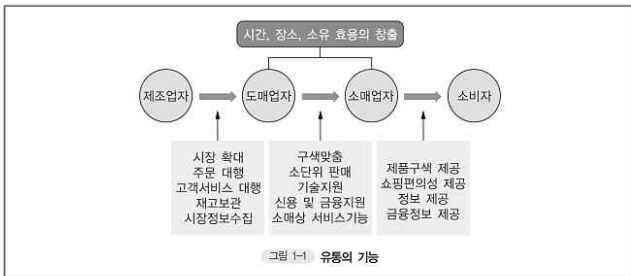 시간, 장소, 소유 효용의 창출
제조업자
도매업자
소매업자
소비자
시장 확대
주문 대행
고객서비스 대행
재고보관
시장정보수집
구색맞춤
소단위 판매
기술지원
신용 및 금융지원
소매상 서비스기능
제품구색 제공
쇼핑편의성 제공
정보 제공
금융정보 제공
그림 1-1 유통의 기능